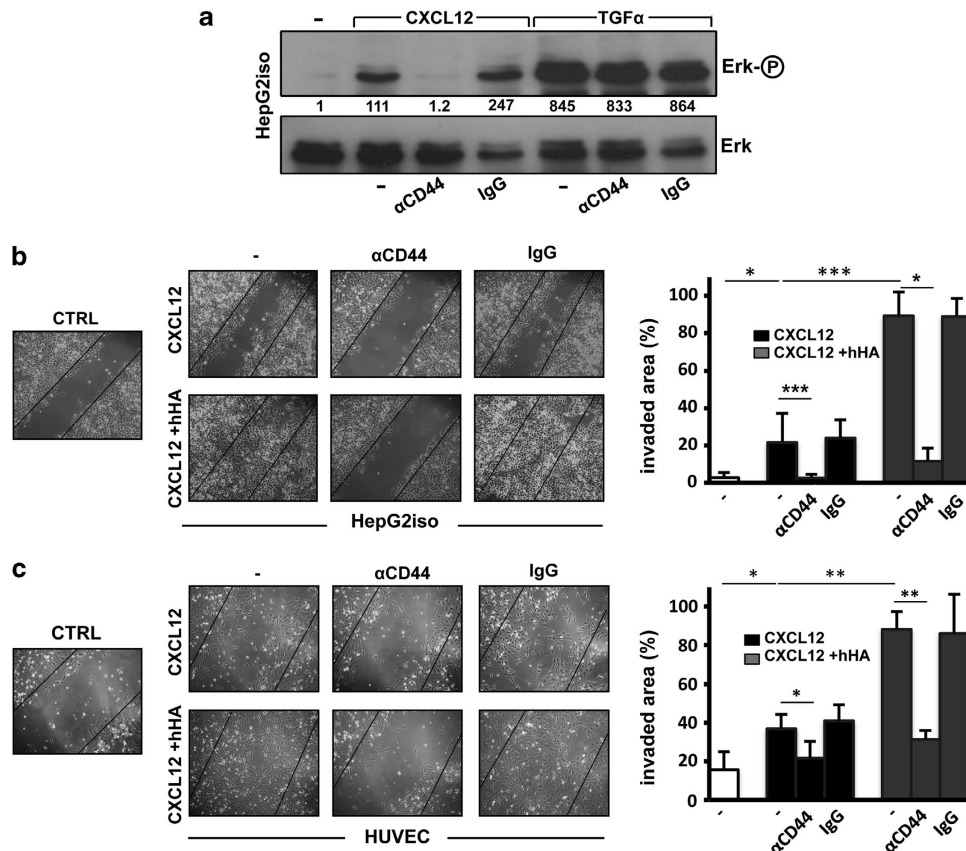 a
- CXCL12 TGFα
HepG2iso
Erk-Ⓟ
1 111 1.2 247 845 833 864
Erk
- αCD44 IgG - αCD44 IgG
b
- αCD44 IgG
CTRL
CXCL12
CXCL12 +hHA
HepG2iso
* *** *
***
invaded area (%)
100
80
60
40
20
0
CXCL12
CXCL12 +hHA
- - αCD44 IgG - αCD44 IgG
c
- αCD44 IgG
CTRL
CXCL12
CXCL12 +hHA
HUVEC
* ** **
*
invaded area (%)
100
80
60
40
20
0
CXCL12
CXCL12 +hHA
- - αCD44 IgG - αCD44 IgG